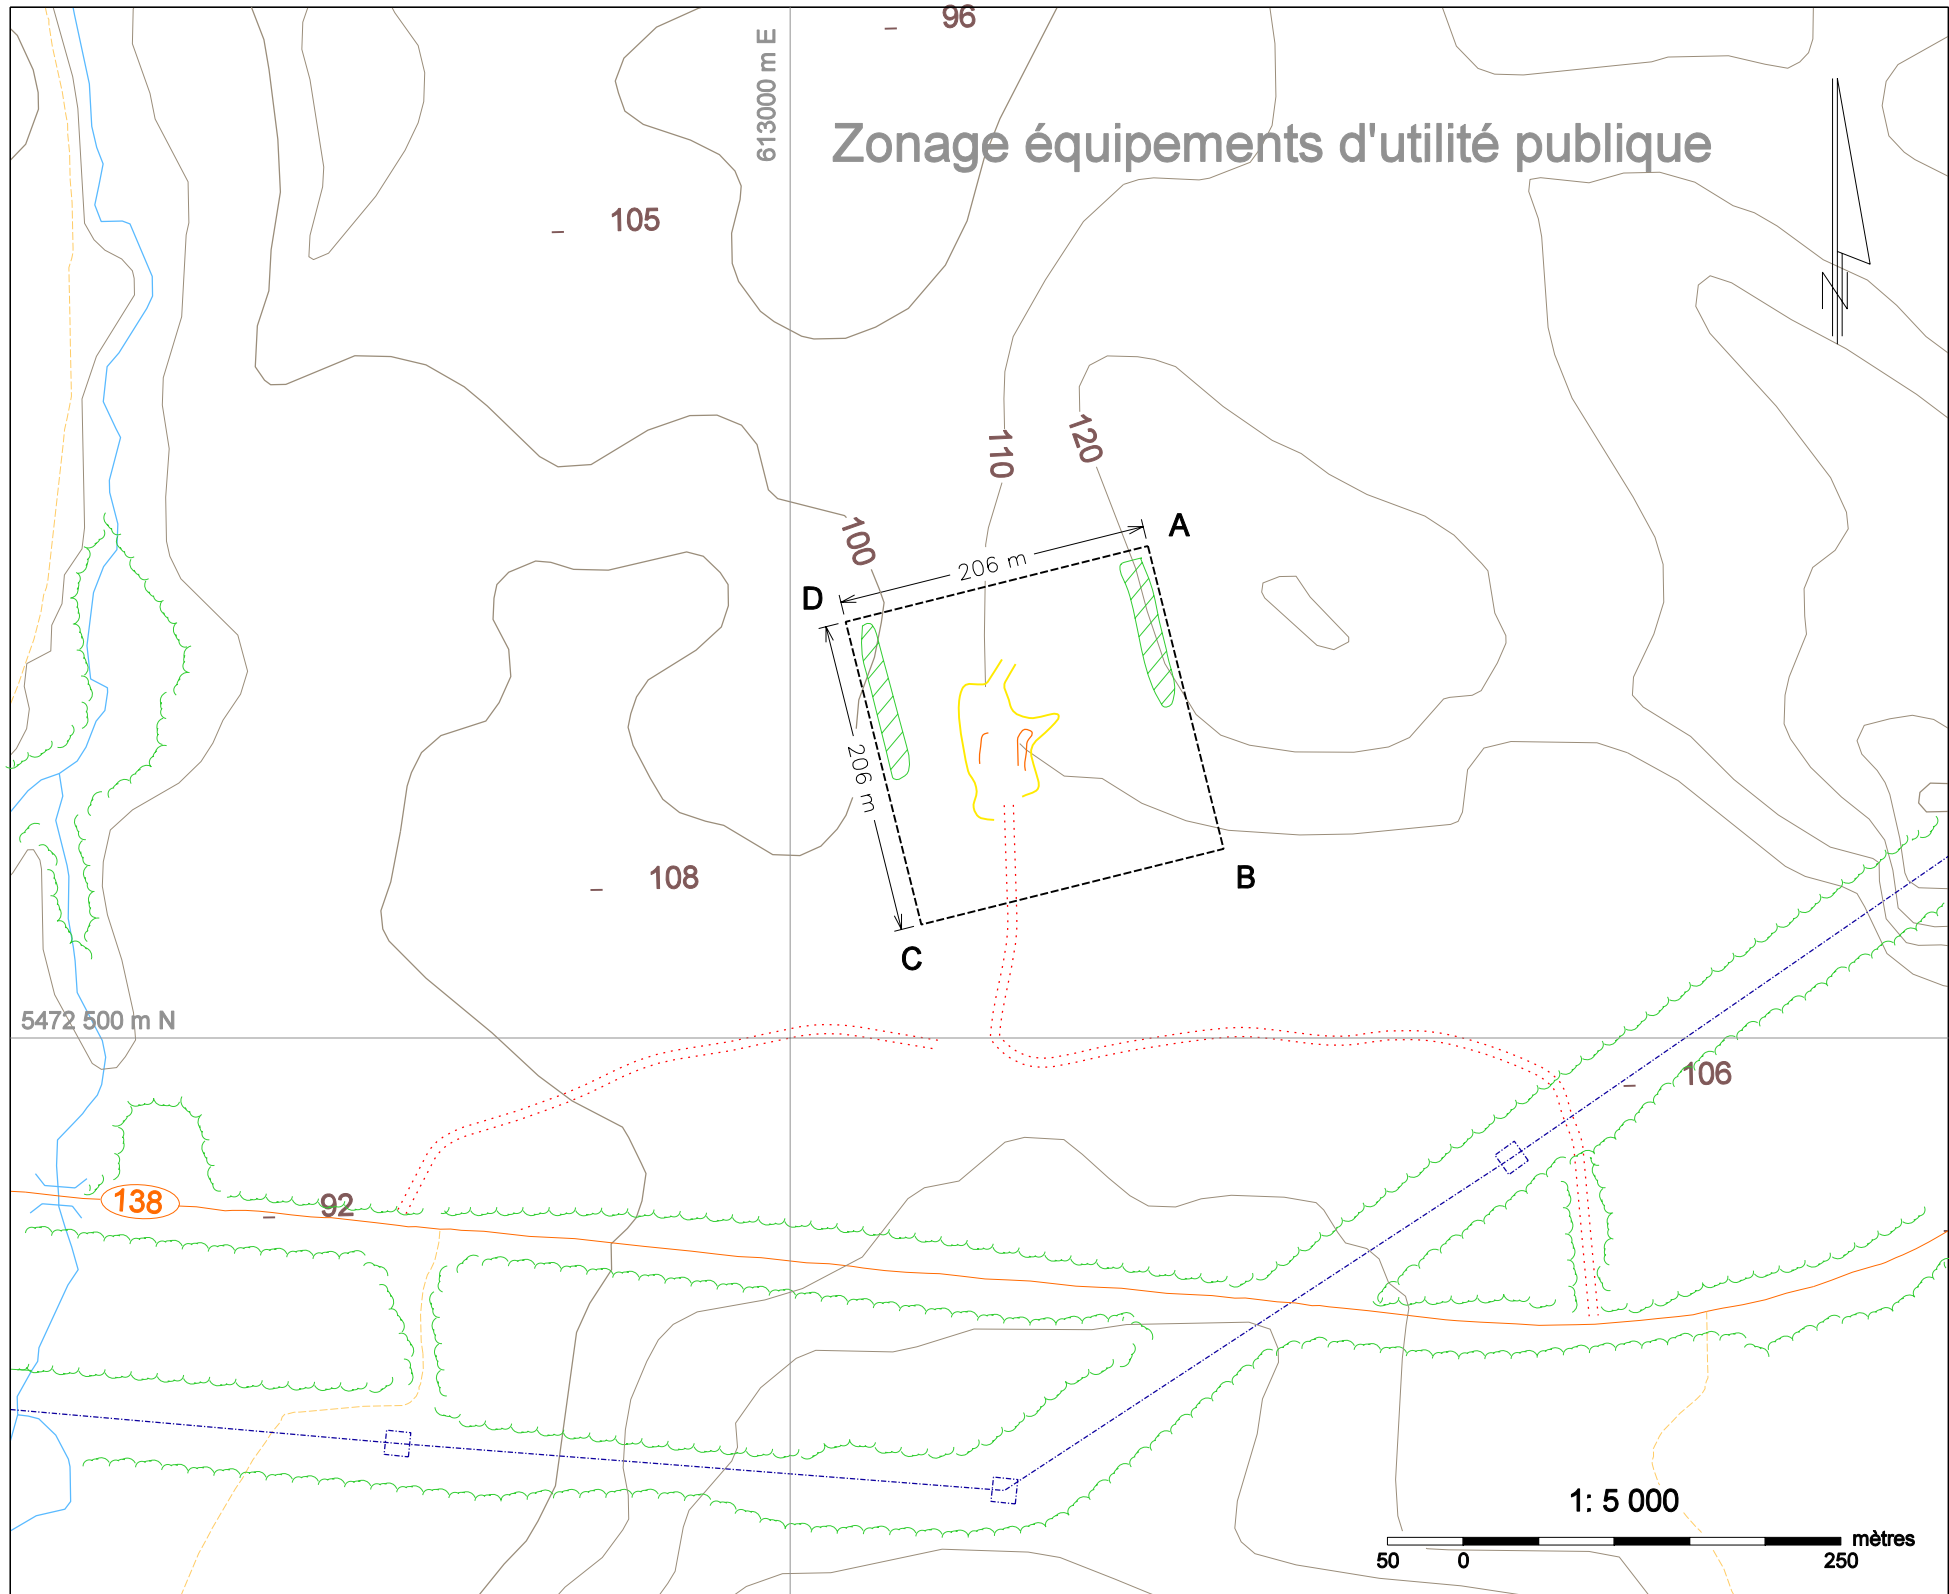 96
613000 m E
Zonage équipements d'utilité publique
105
110
120
100
206 m
A
D
206 m
108
B
C
5472 500 m N
106
138
92
1: 5 000
mètres
50 0 250
N